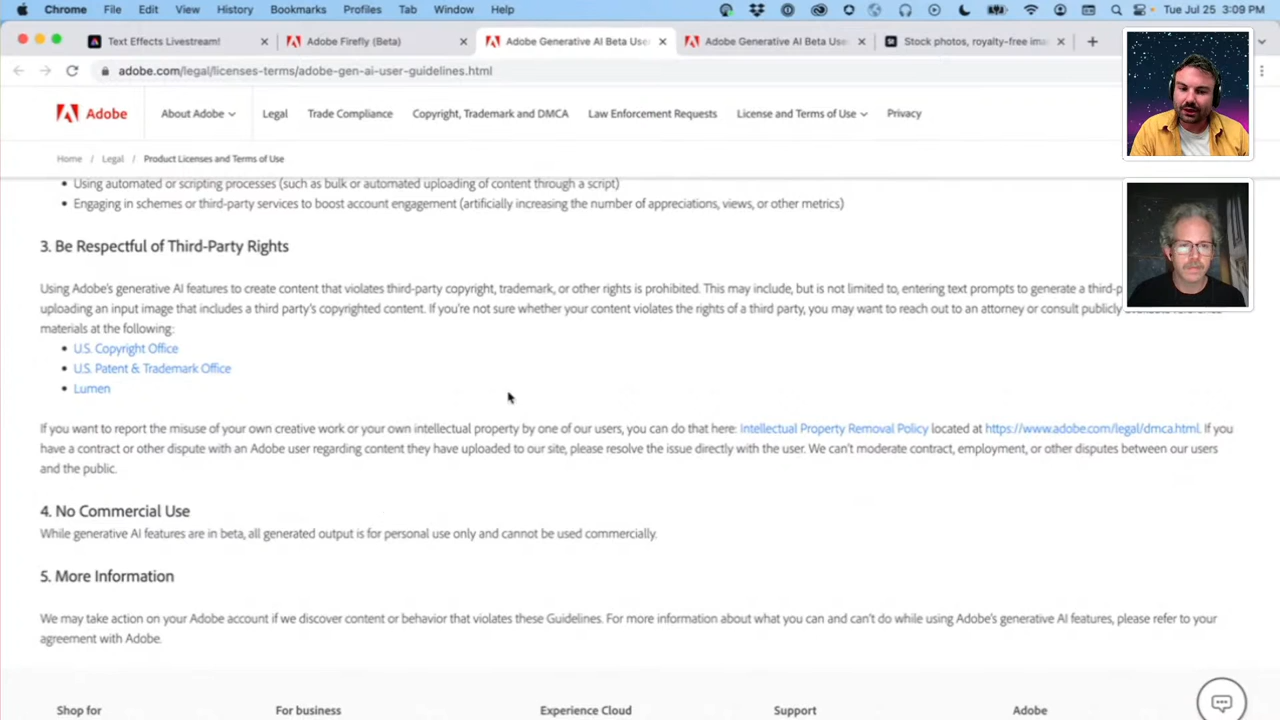 Chrome File Edit View History Bookmarks Profiles Tab Window Help Tue Jul 25 3:09 PM
Text Effects Livestream! Adobe Firefly (Beta) Adobe Generative AI Beta Use Adobe Generative AI Beta Use Stock photos, royalty-free ima
adobe.com/legal/licenses-terms/adobe-gen-ai-user-guidelines.html
Adobe About Adobe Legal Trade Compliance Copyright, Trademark and DMCA Law Enforcement Requests License and Terms of Use Privacy
Home / Legal / Product Licenses and Terms of Use
• Using automated or scripting processes (such as bulk or automated uploading of content through a script)
• Engaging in schemes or third-party services to boost account engagement (artificially increasing the number of appreciations, views, or other metrics)
3. Be Respectful of Third-Party Rights
Using Adobe's generative AI features to create content that violates third-party copyright, trademark, or other rights is prohibited. This may include, but is not limited to, entering text prompts to generate a third-p
uploading an input image that includes a third party's copyrighted content. If you're not sure whether your content violates the rights of a third party, you may want to reach out to an attorney or consult publicly reference
materials at the following:
• U.S. Copyright Office
• U.S. Patent & Trademark Office
• Lumen
If you want to report the misuse of your own creative work or your own intellectual property by one of our users, you can do that here: Intellectual Property Removal Policy located at https://www.adobe.com/legal/dmca.html. If you
have a contract or other dispute with an Adobe user regarding content they have uploaded to our site, please resolve the issue directly with the user. We can't moderate contract, employment, or other disputes between our users
and the public.
4. No Commercial Use
While generative AI features are in beta, all generated output is for personal use only and cannot be used commercially.
5. More Information
We may take action on your Adobe account if we discover content or behavior that violates these Guidelines. For more information about what you can and can't do while using Adobe's generative AI features, please refer to your
agreement with Adobe.
Shop for For business Experience Cloud Support Adobe